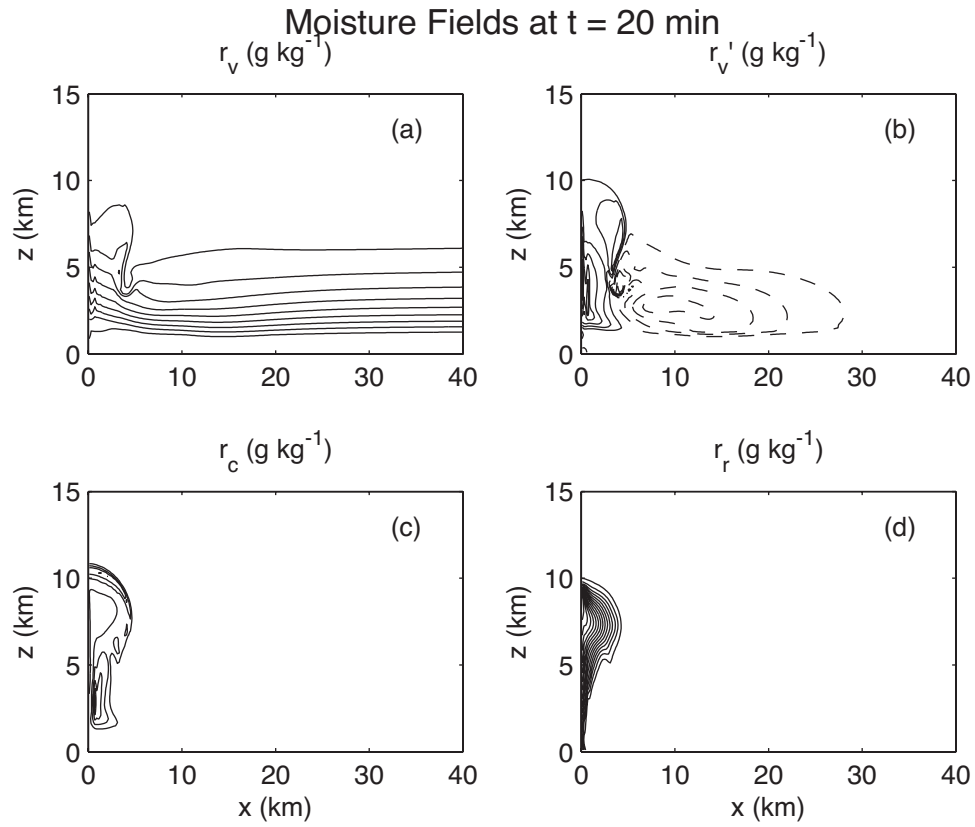 Moisture Fields at t = 20 min
r_v (g kg^-1)
r_v' (g kg^-1)
15
10
5
0
z (km)
(a)
0 10 20 30 40
15
10
5
0
z (km)
(b)
0 10 20 30 40
r_c (g kg^-1)
r_r (g kg^-1)
15
10
5
0
z (km)
(c)
0 10 20 30 40
x (km)
15
10
5
0
z (km)
(d)
0 10 20 30 40
x (km)